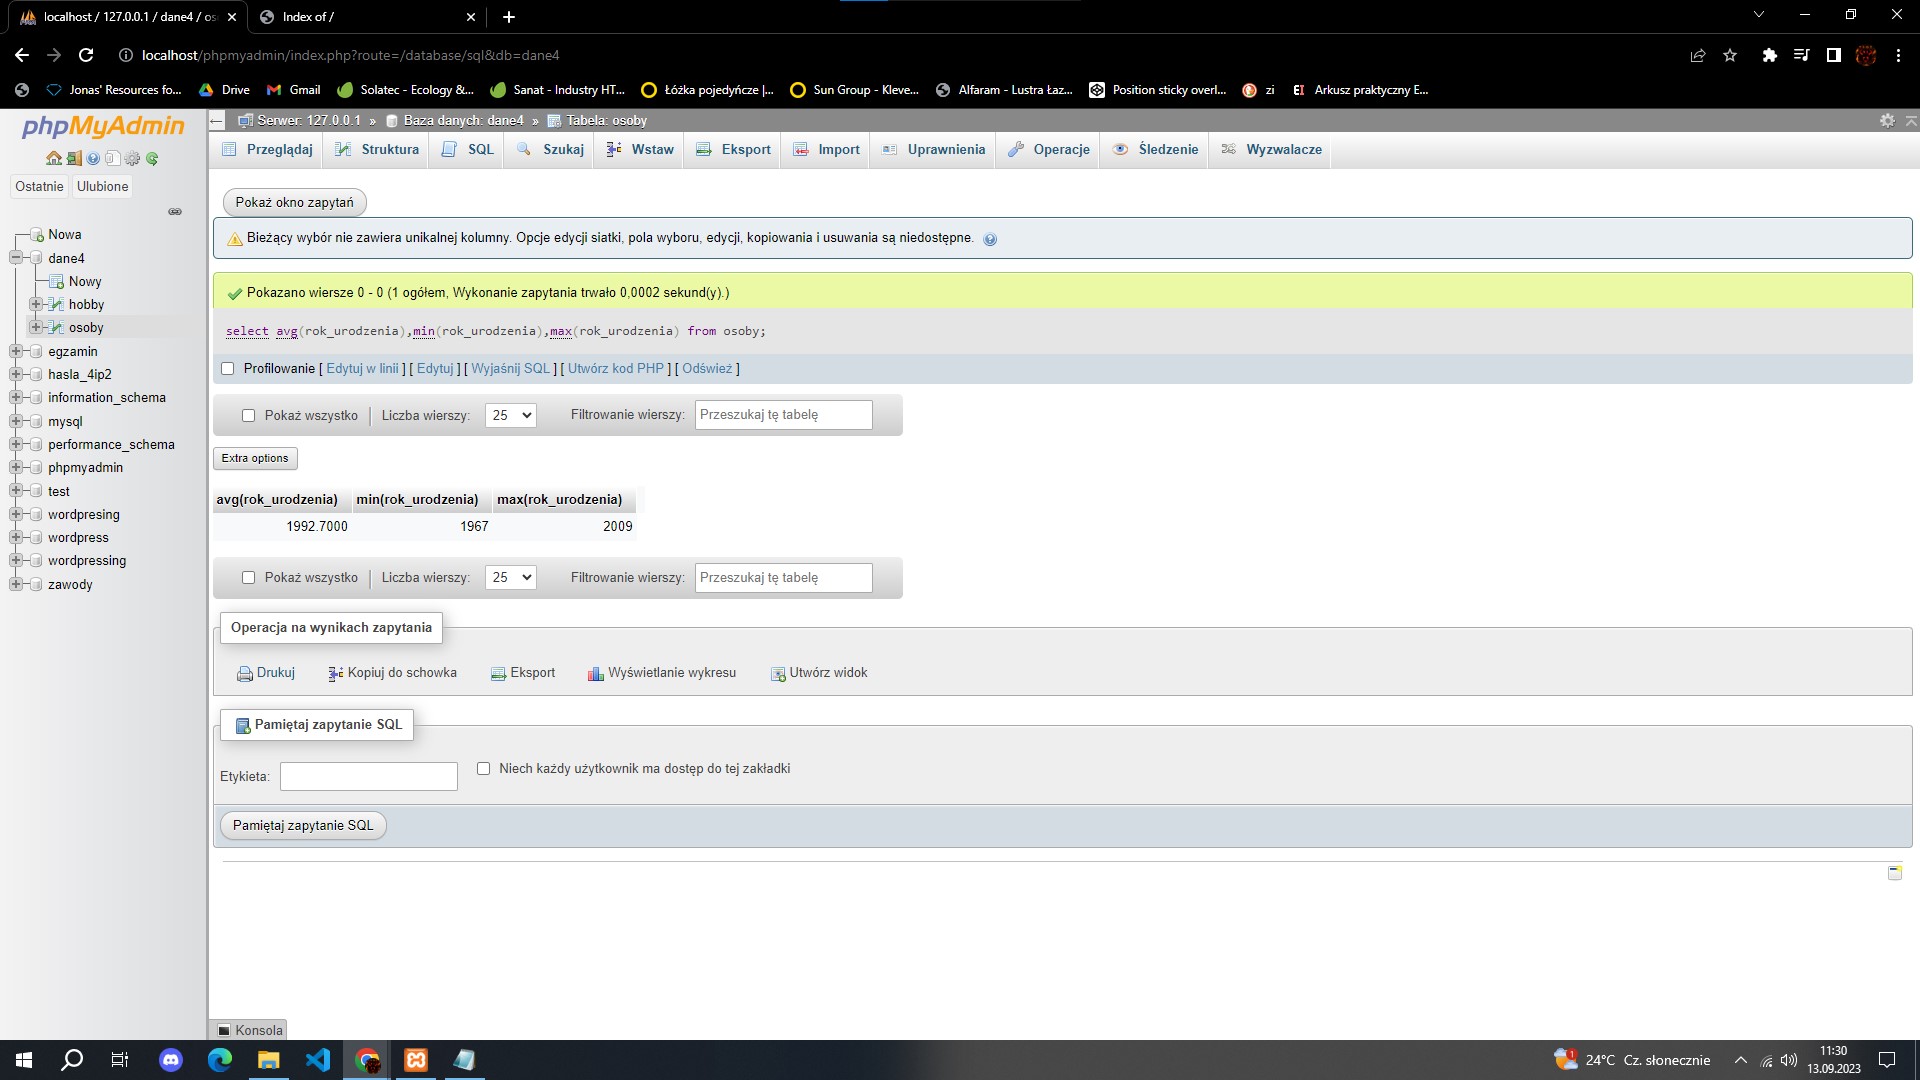 localhost / 127.0.0.1 / dane4 / os
Index of /
localhost/phpmyadmin/index.php?route=/database/sql&db=dane4
Jonas' Resources fo...
Drive
Gmail
Solatec - Ecology &...
Sanat - Industry HT...
Łóżka pojedyńcze |...
Sun Group - Kleve...
Alfaram - Lustra Łaz...
Position sticky overl...
zi
EI
Arkusz praktyczny E...
phpMyAdmin
Serwer: 127.0.0.1 » Baza danych: dane4 » Tabela: osoby
Przeglądaj
Struktura
SQL
Szukaj
Wstaw
Eksport
Import
Uprawnienia
Operacje
Śledzenie
Wyzwalacze
Ostatnie
Ulubione
Nowa
dane4
Nowy
hobby
osoby
egzamin
hasla_4ip2
information_schema
mysql
performance_schema
phpmyadmin
test
wordpresing
wordpress
wordpressing
zawody
Pokaż okno zapytań
Bieżący wybór nie zawiera unikalnej kolumny. Opcje edycji siatki, pola wyboru, edycji, kopiowania i usuwania są niedostępne.
Pokazano wiersze 0 - 0 (1 ogółem, Wykonanie zapytania trwało 0,0002 sekund(y).)
select avg(rok_urodzenia),min(rok_urodzenia),max(rok_urodzenia) from osoby;
Profilowanie [ Edytuj w linii ] [ Edytuj ] [ Wyjaśnij SQL ] [ Utwórz kod PHP ] [ Odśwież ]
Pokaż wszystko
Liczba wierszy:
25
Filtrowanie wierszy:
Przeszukaj tę tabelę
Extra options
avg(rok_urodzenia) min(rok_urodzenia) max(rok_urodzenia)
1992.7000 1967 2009
Pokaż wszystko
Liczba wierszy:
25
Filtrowanie wierszy:
Przeszukaj tę tabelę
Operacja na wynikach zapytania
Drukuj
Kopiuj do schowka
Eksport
Wyświetlanie wykresu
Utwórz widok
Pamiętaj zapytanie SQL
Etykieta:
Niech każdy użytkownik ma dostęp do tej zakładki
Pamiętaj zapytanie SQL
Konsola
1
24°C Cz. słonecznie
11:30
13.09.2023